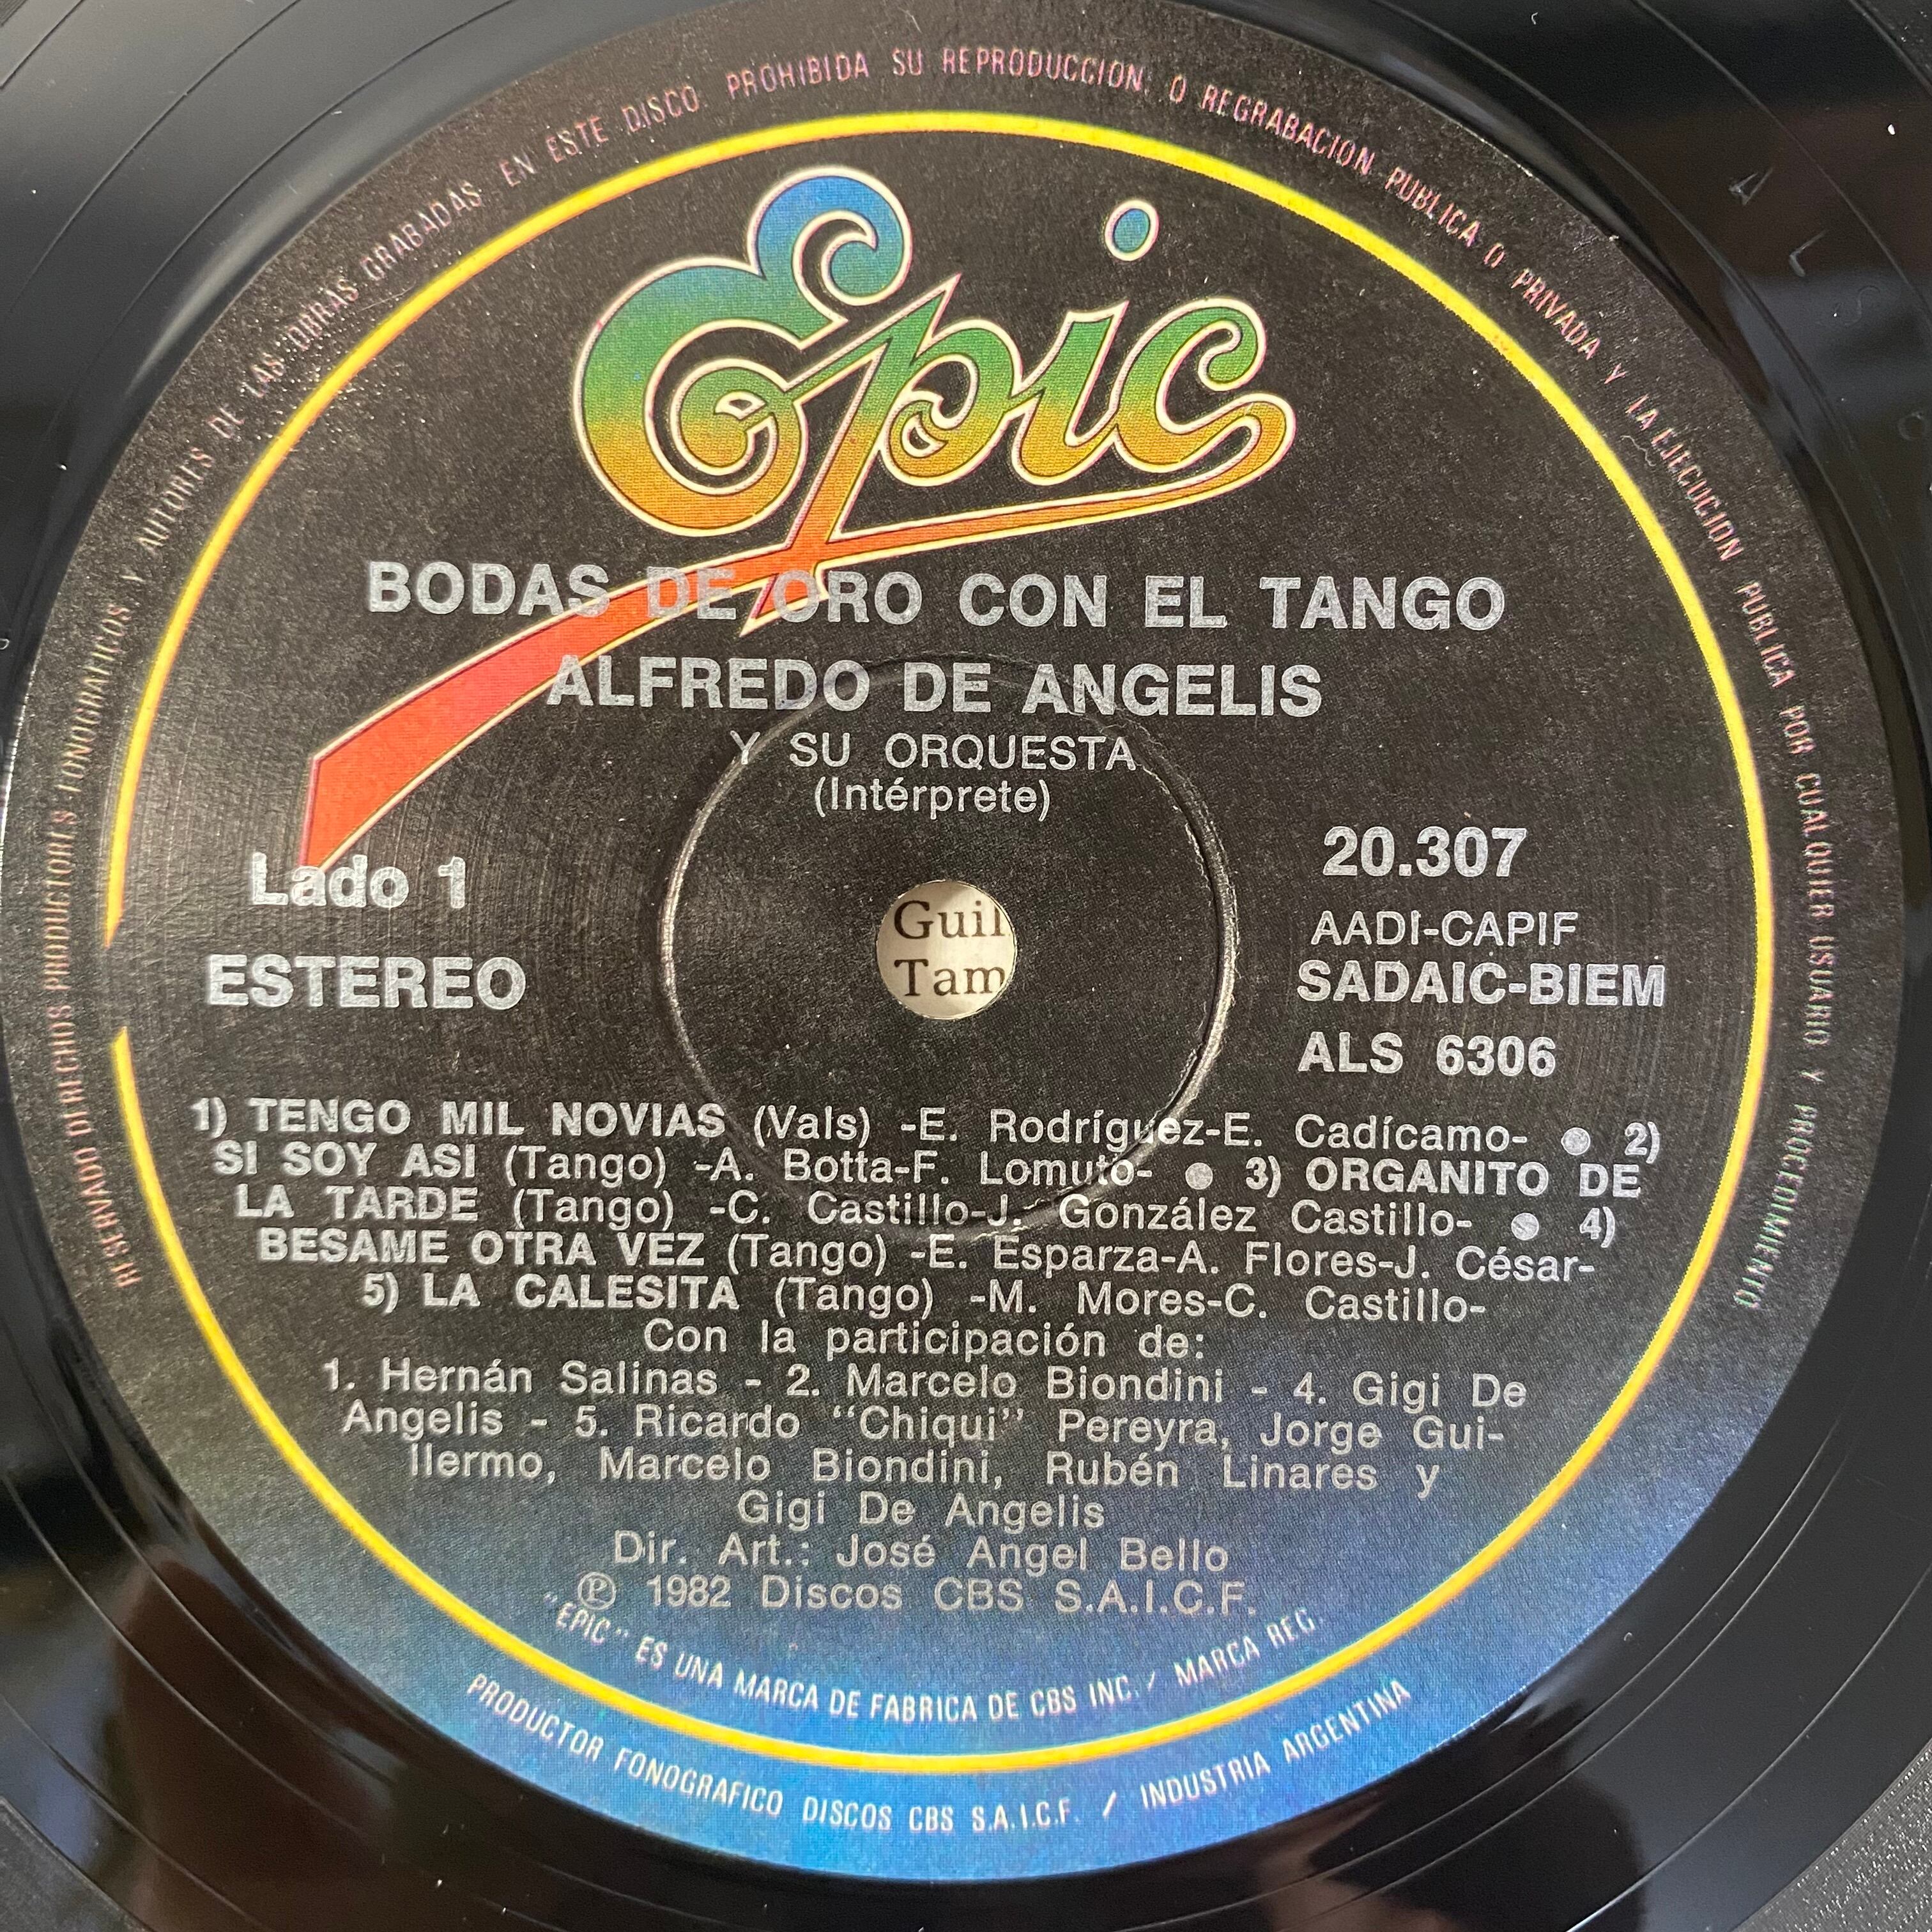 RESERVADO DERECHOS PRODUCTORES FONOGRAFICOS Y AUTORES DE LAS OBRAS GRABADAS EN ESTE DISCO. PROHIBIDA SU REPRODUCCION O REGRABACION PUBLICA O PRIVADA Y LA EJECUCION PUBLICA POR CUALQUIER USUARIO Y PROCEDIMIENTO
Epic
BODAS DE ORO CON EL TANGO
ALFREDO DE ANGELIS
Y SU ORQUESTA
(Intérprete)
Lado 1
ESTEREO
20.307
AADI-CAPIF
SADAIC-BIEM
ALS 6306
Guil
Tam
1) TENGO MIL NOVIAS (Vals) -E. Rodríguez-E. Cadícamo- ● 2)
SI SOY ASI (Tango) -A. Botta-F. Lomuto- ● 3) ORGANITO DE
LA TARDE (Tango) -C. Castillo-J. González Castillo- ● 4)
BESAME OTRA VEZ (Tango) -E. Esparza-A. Flores-J. César-
5) LA CALESITA (Tango) -M. Mores-C. Castillo-
Con la participación de:
1. Hernán Salinas - 2. Marcelo Biondini - 4. Gigi De
Angelis - 5. Ricardo "Chiqui" Pereyra, Jorge Gui-
llermo, Marcelo Biondini, Rubén Linares y
Gigi De Angelis
Dir. Art.: José Angel Bello
℗ 1982 Discos CBS S.A.I.C.F.
"EPIC" ES UNA MARCA DE FABRICA DE CBS INC. / MARCA REG.
PRODUCTOR FONOGRAFICO DISCOS CBS S.A.I.C.F. / INDUSTRIA ARGENTINA
A L S